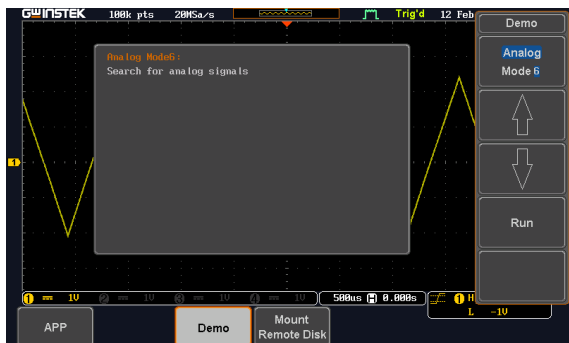 GWINSTEK 100k pts 20MSa/s Trig'd 12 Feb
Demo
Analog
Mode 6
Analog Mode6:
Search for analog signals
1
Run
1 1V 2 1V 3 1V 4 1V 500us H 0.000s 1 H
L -1V
APP
Demo
Mount
Remote Disk